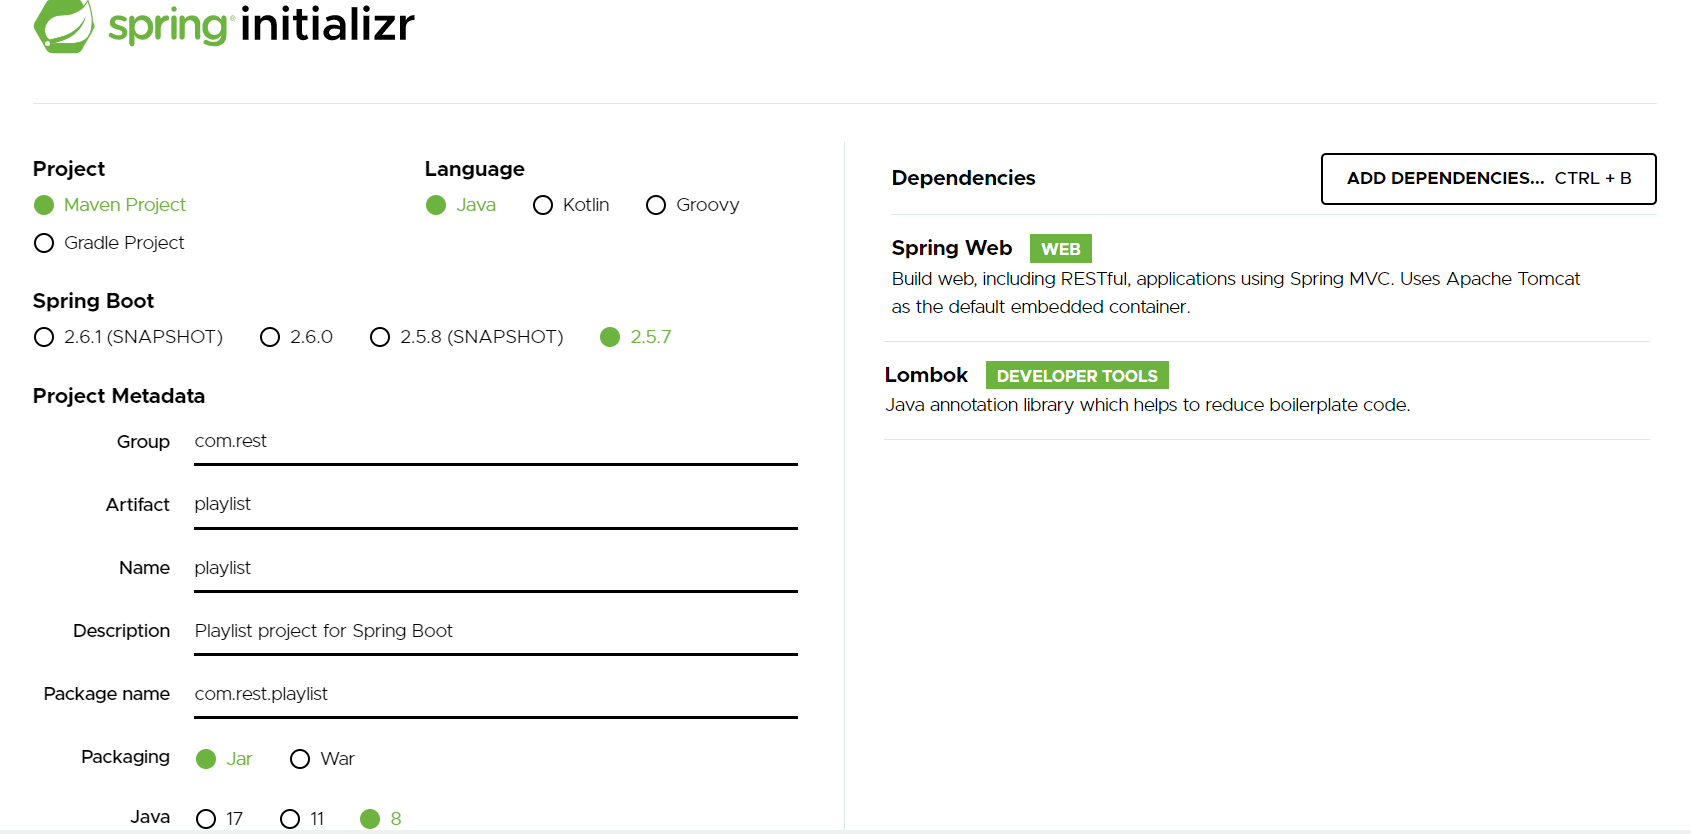 spring initializr
Project
Maven Project
Gradle Project
Language
Java Kotlin Groovy
Spring Boot
2.6.1 (SNAPSHOT) 2.6.0 2.5.8 (SNAPSHOT) 2.5.7
Project Metadata
Group com.rest
Artifact playlist
Name playlist
Description Playlist project for Spring Boot
Package name com.rest.playlist
Packaging Jar War
Java 17 11 8
Dependencies ADD DEPENDENCIES... CTRL + B
Spring Web WEB
Build web, including RESTful, applications using Spring MVC. Uses Apache Tomcat
as the default embedded container.
Lombok DEVELOPER TOOLS
Java annotation library which helps to reduce boilerplate code.